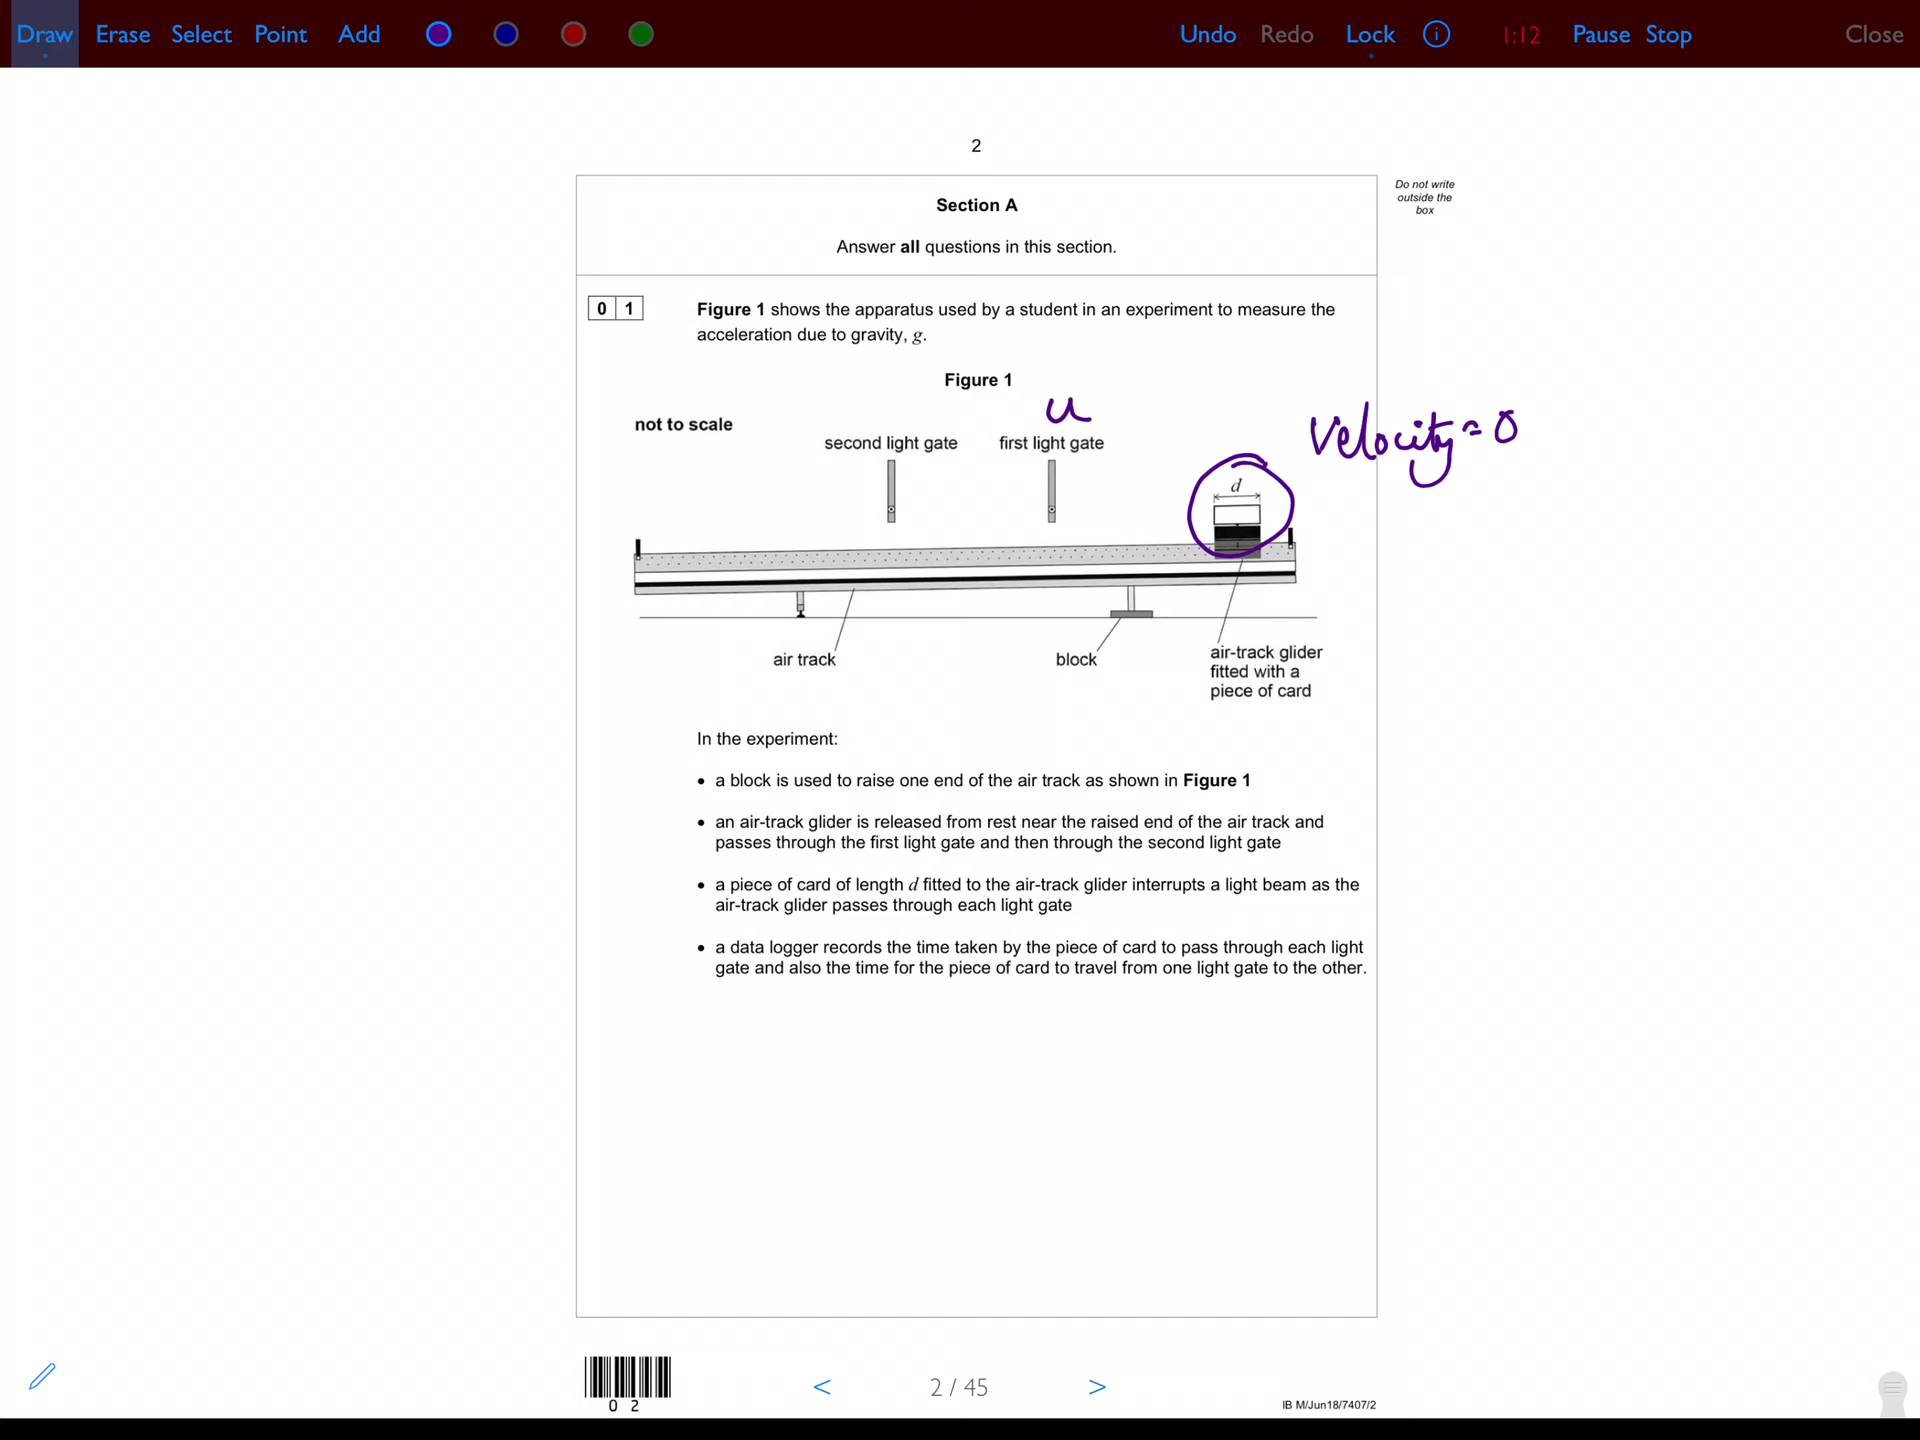 Draw Erase Select Point Add Undo Redo Lock i 1:12 Pause Stop Close
2
Do not write
outside the
box
Section A
Answer all questions in this section.
0 1
Figure 1 shows the apparatus used by a student in an experiment to measure the
acceleration due to gravity, g.
Figure 1
not to scale
u
second light gate
first light gate
Velocity = 0
d
air track
block
air-track glider
fitted with a
piece of card
In the experiment:
• a block is used to raise one end of the air track as shown in Figure 1
• an air-track glider is released from rest near the raised end of the air track and
passes through the first light gate and then through the second light gate
• a piece of card of length d fitted to the air-track glider interrupts a light beam as the
air-track glider passes through each light gate
• a data logger records the time taken by the piece of card to pass through each light
gate and also the time for the piece of card to travel from one light gate to the other.
0 2
< 2 / 45 >
IB M/Jun18/7407/2